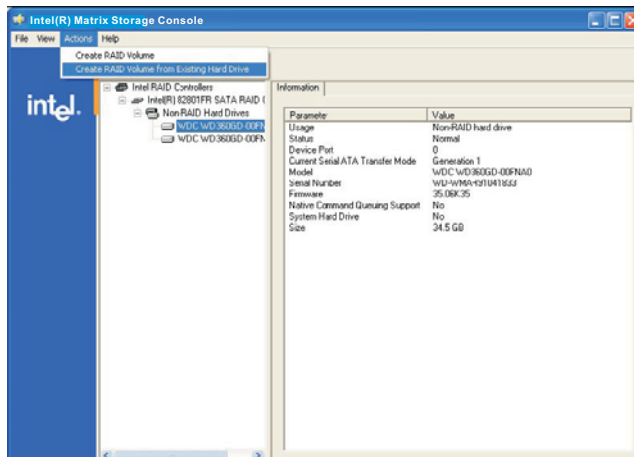 Intel(R) Matrix Storage Console
File View Actions Help
Create RAID Volume
Create RAID Volume from Existing Hard Drive
intel.
Intel RAID Controllers
Intel(R) 82801FR SATA RAID (
Non-RAID Hard Drives
WDC WD360GD-00FN
WDC WD360GD-00FN
Information
Parameter Value
Usage Non-RAID hard drive
Status Normal
Device Port 0
Current Serial ATA Transfer Mode Generation 1
Model WDC WD360GD-00FNA0
Serial Number WD-WMA
Firmware 35.06K35
Native Command Queuing Support No
System Hard Drive No
Size 34.5 GB